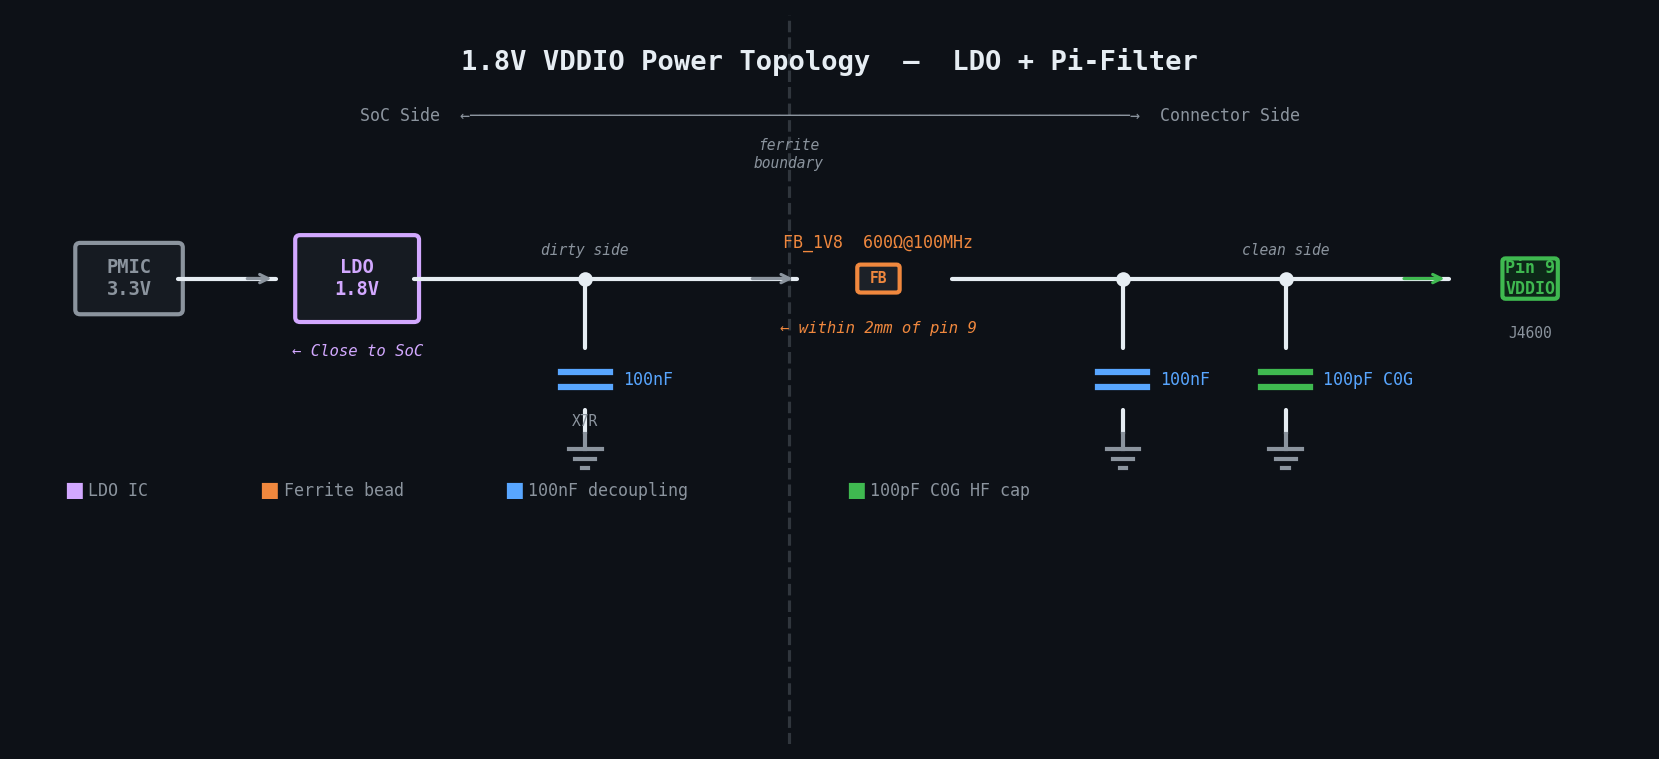 1.8V VDDIO Power Topology — LDO + Pi-Filter
SoC Side ←─────────────────────────────────→ Connector Side
ferrite
boundary
PMIC
3.3V
LDO
1.8V
← Close to SoC
dirty side
100nF
X7R
FB_1V8 600Ω@100MHz
FB
← within 2mm of pin 9
clean side
100nF
100pF C0G
Pin 9
VDDIO
J4600
LDO IC
Ferrite bead
100nF decoupling
100pF C0G HF cap